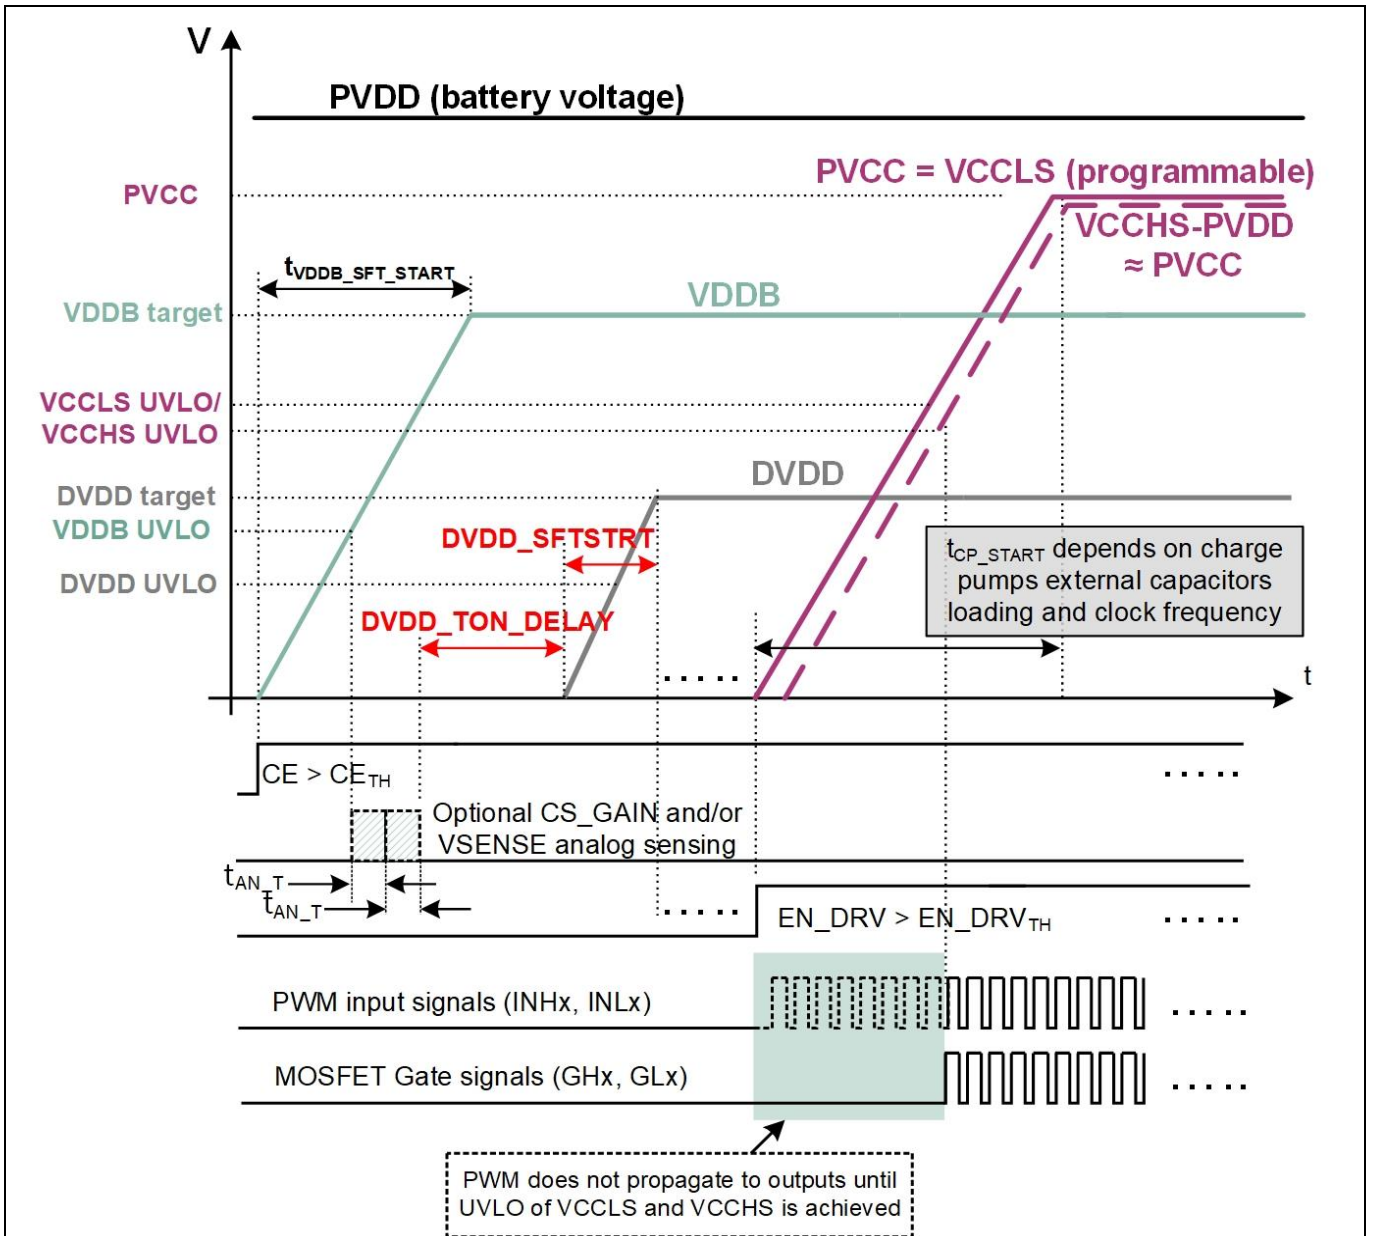 V
PVDD (battery voltage)
PVCC = VCCLS (programmable)
PVCC
VCCHS-PVDD
≈ PVCC
tVDDB_SFT_START
VDDB
VDDB target
VCCLS UVLO/
VCCHS UVLO
DVDD
DVDD target
VDDB UVLO
DVDD_SFTSTRT
DVDD UVLO
tCP_START depends on charge
pumps external capacitors
loading and clock frequency
DVDD_TON_DELAY
.....
t
CE > CETH
.....
Optional CS_GAIN and/or
VSENSE analog sensing
tAN_T
tAN_T
.....
EN_DRV > EN_DRVTH
.....
PWM input signals (INHx, INLx)
.....
MOSFET Gate signals (GHx, GLx)
.....
PWM does not propagate to outputs until
UVLO of VCCLS and VCCHS is achieved